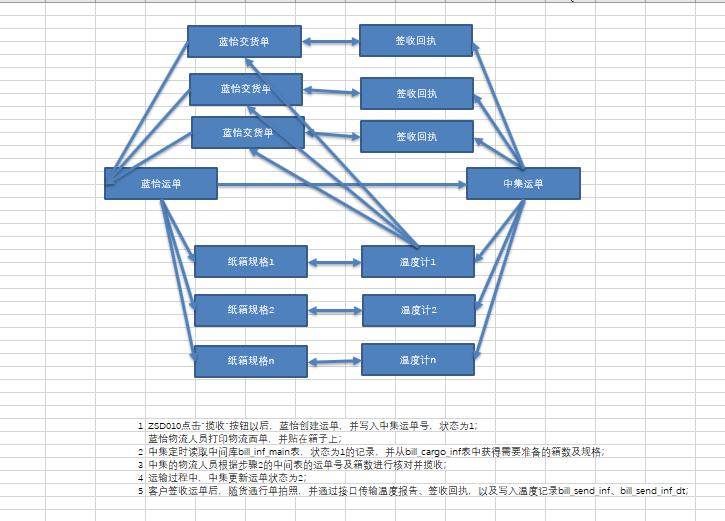 蓝怡交货单 签收回执
蓝怡交货单 签收回执
蓝怡交货单 签收回执
蓝怡运单 中集运单
纸箱规格1 温度计1
纸箱规格2 温度计2
纸箱规格n 温度计n
1 ZSD010点击"揽收"按钮以后，蓝怡创建运单，并写入中集运单号，状态为1；
蓝怡物流人员打印物流面单，并贴在箱子上；
2 中集定时读取中间库bill_inf_main表，状态为1的记录，并从bill_cargo_inf表中获得需要准备的箱数及规格；
3 中集的物流人员根据步骤2的中间表的运单号及箱数进行核对并揽收；
4 运输过程中，中集更新运单状态为2；
5 客户签收运单后，随货通行单拍照，并通过接口传输温度报告、签收回执，以及写入温度记录bill_send_inf、bill_send_inf_dt；